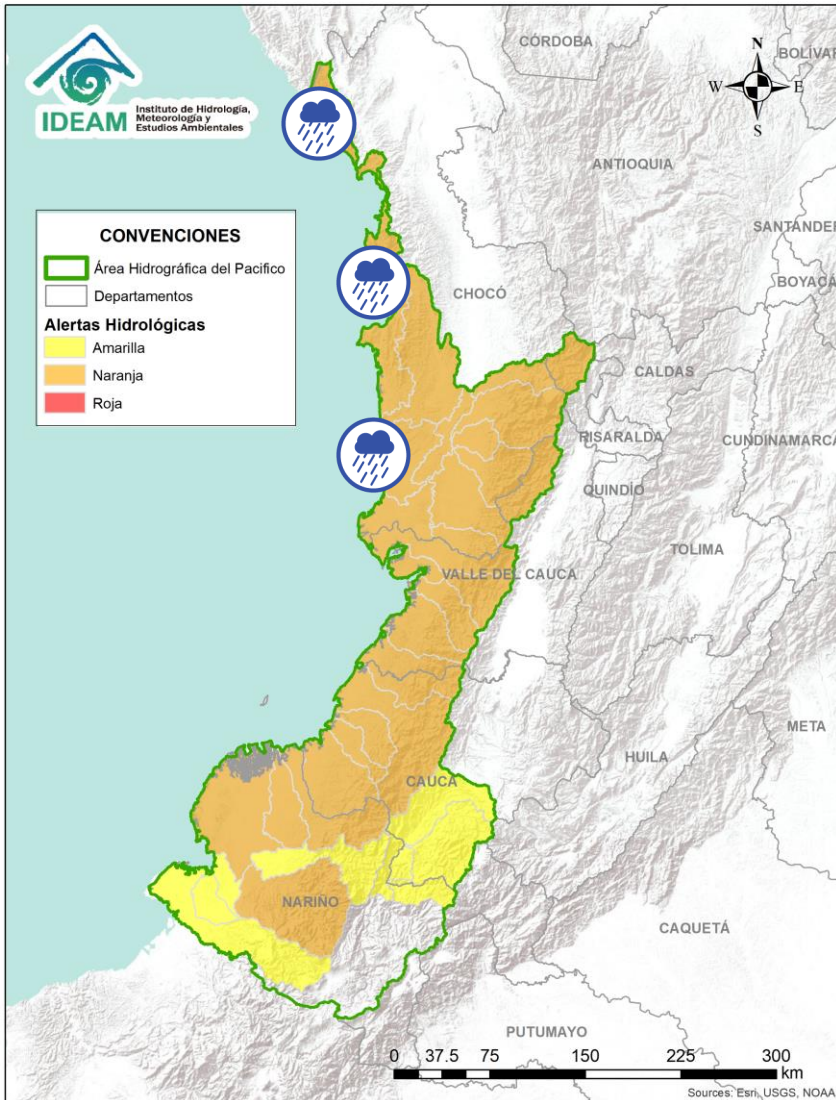 IDEAM
Instituto de Hidrología,
Meteorología y
Estudios Ambientales
N
W
E
S
CÓRDOBA
BOLÍVAR
ANTIOQUIA
SANTANDER
BOYACÁ
CHOCÓ
CALDAS
RISARALDA
CUNDINAMARCA
QUINDÍO
TOLIMA
VALLE DEL CAUCA
META
HUILA
CAUCA
NARIÑO
CAQUETÁ
PUTUMAYO
CONVENCIONES
Área Hidrográfica del Pacifico
Departamentos
Alertas Hidrológicas
Amarilla
Naranja
Roja
0 37.5 75 150 225 300
km
Sources: Esri, USGS, NOAA